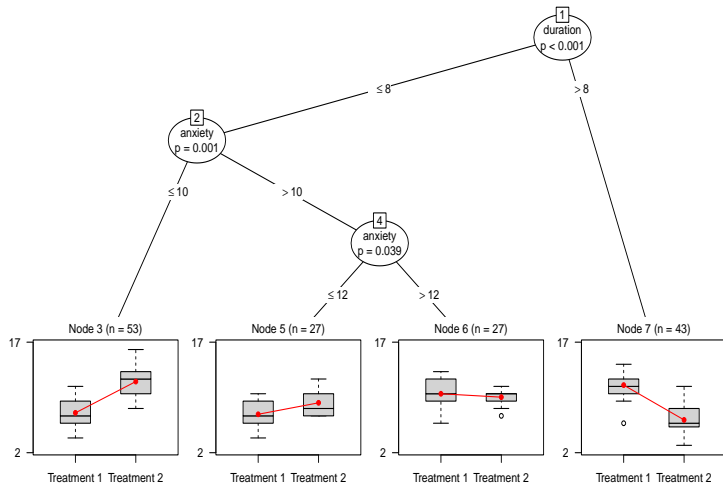 1
duration
p < 0.001
≤ 8
> 8
2
anxiety
p = 0.001
≤ 10
> 10
4
anxiety
p = 0.039
≤ 12
> 12
Node 3 (n = 53)
17
2
Treatment 1 Treatment 2
Node 5 (n = 27)
17
2
Treatment 1 Treatment 2
Node 6 (n = 27)
17
2
Treatment 1 Treatment 2
Node 7 (n = 43)
17
2
Treatment 1 Treatment 2